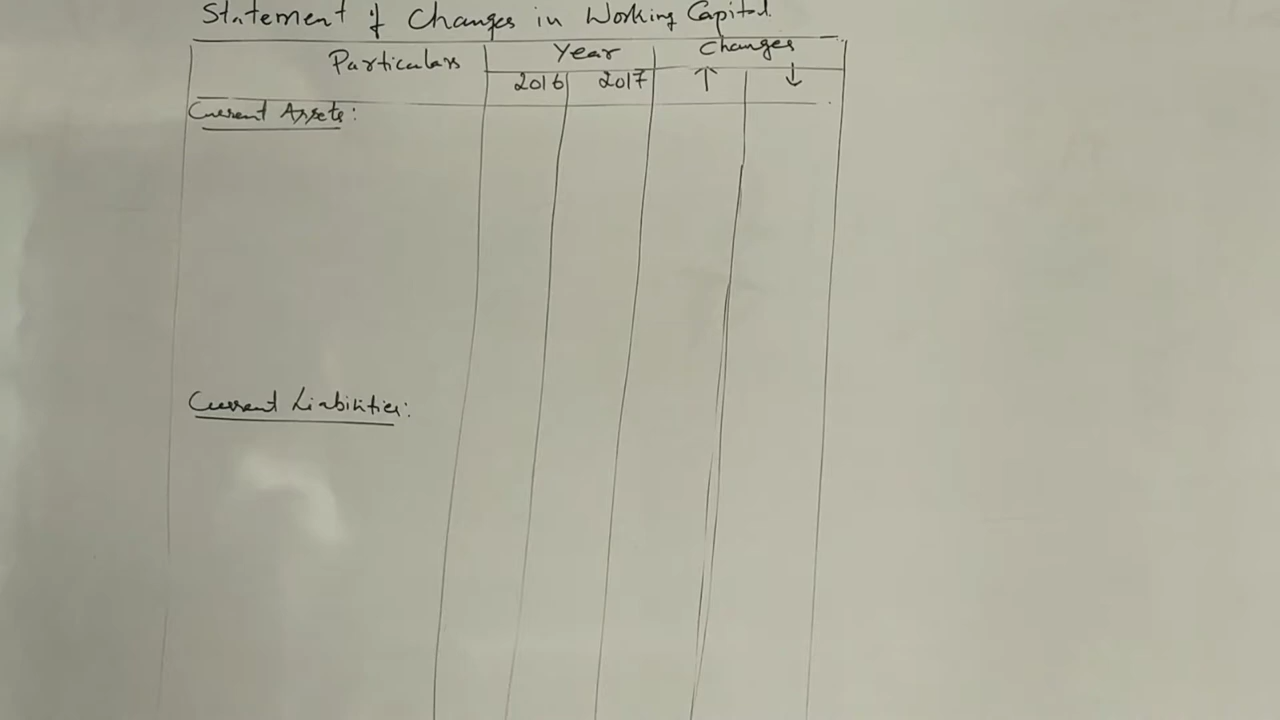 Statement of Changes in Working Capital.
Particulars Year Changes
2016 2017 ↑ ↓
Current Assets:
Current Liabilities: